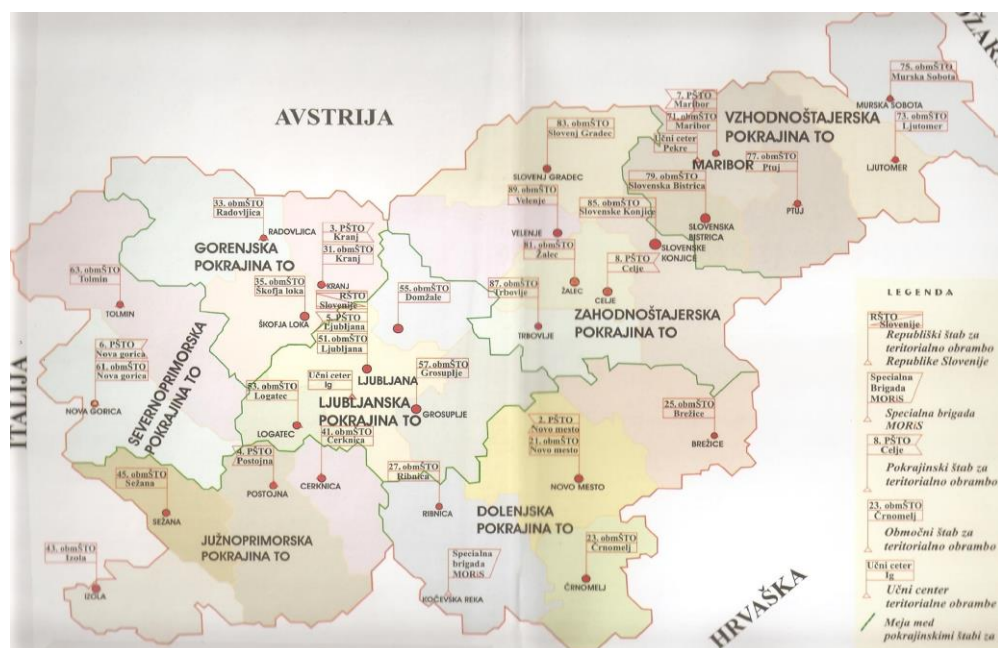 OŽARS
AVSTRIJA
75. obmŠTO
Murska Sobota
MURSKA SOBOTA
73. obmŠTO
Ljutomer
LJUTOMER
7. PŠTO
Maribor
71. obmŠTO
Maribor
Učni ceter
Pekre
MARIBOR
VZHODNOŠTAJERSKA
POKRAJINA TO
77. obmŠTO
Ptuj
PTUJ
83. obmŠTO
Slovenj Gradec
SLOVENJ GRADEC
79. obmŠTO
Slovenska Bistrica
SLOVENSKA
BISTRICA
89. obmŠTO
Velenje
VELENJE
85. obmŠTO
Slovenske Konjice
SLOVENSKE
KONJICE
81. obmŠTO
Žalec
ŽALEC
8. PŠTO
Celje
CELJE
87. obmŠTO
Trbovlje
TRBOVLJE
ZAHODNOŠTAJERSKA
POKRAJINA TO
33. obmŠTO
Radovljica
RADOVLJICA
GORENJSKA
POKRAJINA TO
3. PŠTO
Kranj
31. obmŠTO
Kranj
KRANJ
35. obmŠTO
Škofja loka
ŠKOFJA LOKA
RŠTO
Slovenije
5. PŠTO
Ljubljana
51. obmŠTO
Ljubljana
LJUBLJANA
55. obmŠTO
Domžale
63. obmŠTO
Tolmin
TOLMIN
6. PŠTO
Nova gorica
61. obmŠTO
Nova gorica
NOVA GORICA
ITALIJA
SEVERNOPRIMORSKA
POKRAJINA TO
53. obmŠTO
Logatec
LOGATEC
Učni ceter
Ig
LJUBLJANSKA
POKRAJINA TO
57. obmŠTO
Grosuplje
GROSUPLJE
41. obmŠTO
Cerknica
CERKNICA
4. PŠTO
Postojna
POSTOJNA
45. obmŠTO
Sežana
SEŽANA
JUŽNOPRIMORSKA
POKRAJINA TO
43. obmŠTO
Izola
IZOLA
27. obmŠTO
Ribnica
RIBNICA
DOLENJSKA
POKRAJINA TO
2. PŠTO
Novo mesto
21. obmŠTO
Novo mesto
NOVO MESTO
25. obmŠTO
Brežice
BREŽICE
23. obmŠTO
Črnomelj
ČRNOMELJ
Specialna
brigada
MORiS
KOČEVSKA REKA
HRVAŠKA
LEGENDA
RŠTO
Slovenije
Republiški štab za
teritorialno obrambo
Republike Slovenije
Specialna
Brigada
MORiS
Specialna brigada
MORiS
8. PŠTO
Celje
Pokrajinski štab za
teritorialno obrambo
23. obmŠTO
Črnomelj
Območni štab za
teritorialno obrambo
Učni ceter
Ig
Učni center
teritorialne obrambe
Meja med
pokrajinskimi štabi za